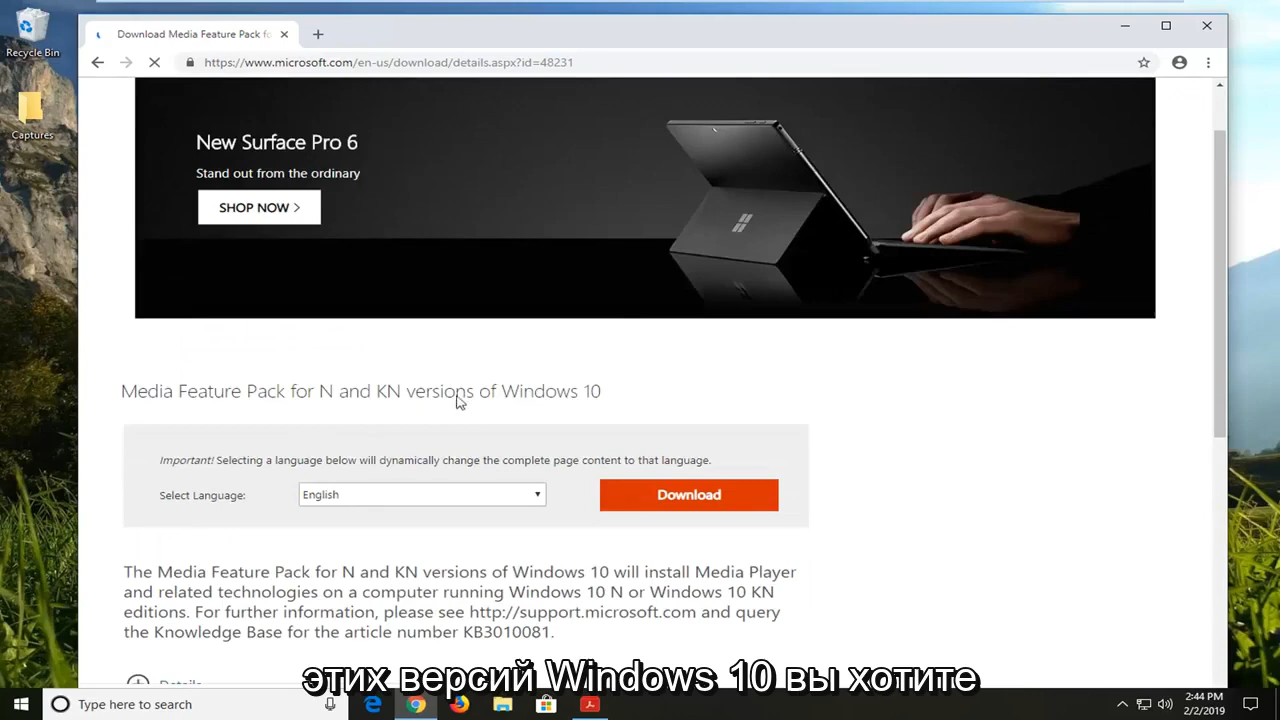 Recycle Bin
Captures
Download Media Feature Pack fo
https://www.microsoft.com/en-us/download/details.aspx?id=48231
New Surface Pro 6
Stand out from the ordinary
SHOP NOW >
Media Feature Pack for N and KN versions of Windows 10
Important! Selecting a language below will dynamically change the complete page content to that language.
Select Language:
English
Download
The Media Feature Pack for N and KN versions of Windows 10 will install Media Player
and related technologies on a computer running Windows 10 N or Windows 10 KN
editions. For further information, please see http://support.microsoft.com and query
the Knowledge Base for the article number KB3010081.
Details
этих версий Windows 10 вы хотите
Type here to search
2:44 PM
2/2/2019